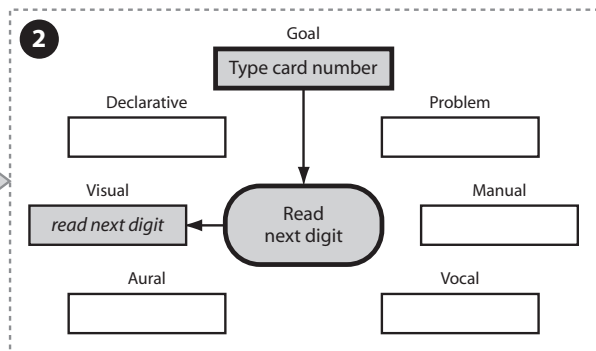 2
Goal
Type card number
Declarative
Problem
Visual
Manual
read next digit
Read
next digit
Aural
Vocal